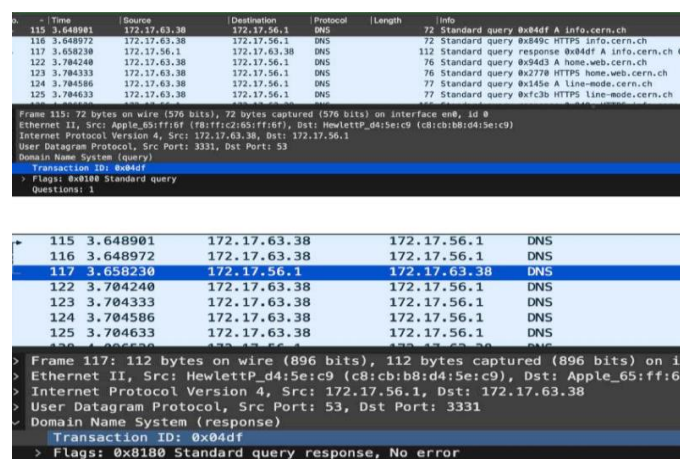 o. Time Source Destination Protocol Length Info
115 3.648901 172.17.63.38 172.17.56.1 DNS 72 Standard query 0x04df A info.cern.ch
116 3.648972 172.17.63.38 172.17.56.1 DNS 72 Standard query 0x849c HTTPS info.cern.ch
117 3.658230 172.17.56.1 172.17.63.38 DNS 112 Standard query response 0x04df A info.cern.ch
122 3.704240 172.17.63.38 172.17.56.1 DNS 76 Standard query 0x94d3 A home.web.cern.ch
123 3.704333 172.17.63.38 172.17.56.1 DNS 76 Standard query 0x2770 HTTPS home.web.cern.ch
124 3.704586 172.17.63.38 172.17.56.1 DNS 77 Standard query 0x145e A line-mode.cern.ch
125 3.704633 172.17.63.38 172.17.56.1 DNS 77 Standard query 0xfc3b HTTPS line-mode.cern.ch
Frame 115: 72 bytes on wire (576 bits), 72 bytes captured (576 bits) on interface en0, id 0
Ethernet II, Src: Apple_65:ff:6f (f8:ff:c2:65:ff:6f), Dst: HewlettP_d4:5e:c9 (c8:cb:b8:d4:5e:c9)
Internet Protocol Version 4, Src: 172.17.63.38, Dst: 172.17.56.1
User Datagram Protocol, Src Port: 3331, Dst Port: 53
Domain Name System (query)
Transaction ID: 0x04df
> Flags: 0x0100 Standard query
Questions: 1
115 3.648901 172.17.63.38 172.17.56.1 DNS
116 3.648972 172.17.63.38 172.17.56.1 DNS
117 3.658230 172.17.56.1 172.17.63.38 DNS
122 3.704240 172.17.63.38 172.17.56.1 DNS
123 3.704333 172.17.63.38 172.17.56.1 DNS
124 3.704586 172.17.63.38 172.17.56.1 DNS
125 3.704633 172.17.63.38 172.17.56.1 DNS
> Frame 117: 112 bytes on wire (896 bits), 112 bytes captured (896 bits) on i
> Ethernet II, Src: HewlettP_d4:5e:c9 (c8:cb:b8:d4:5e:c9), Dst: Apple_65:ff:6
> Internet Protocol Version 4, Src: 172.17.56.1, Dst: 172.17.63.38
> User Datagram Protocol, Src Port: 53, Dst Port: 3331
Domain Name System (response)
Transaction ID: 0x04df
> Flags: 0x8180 Standard query response, No error